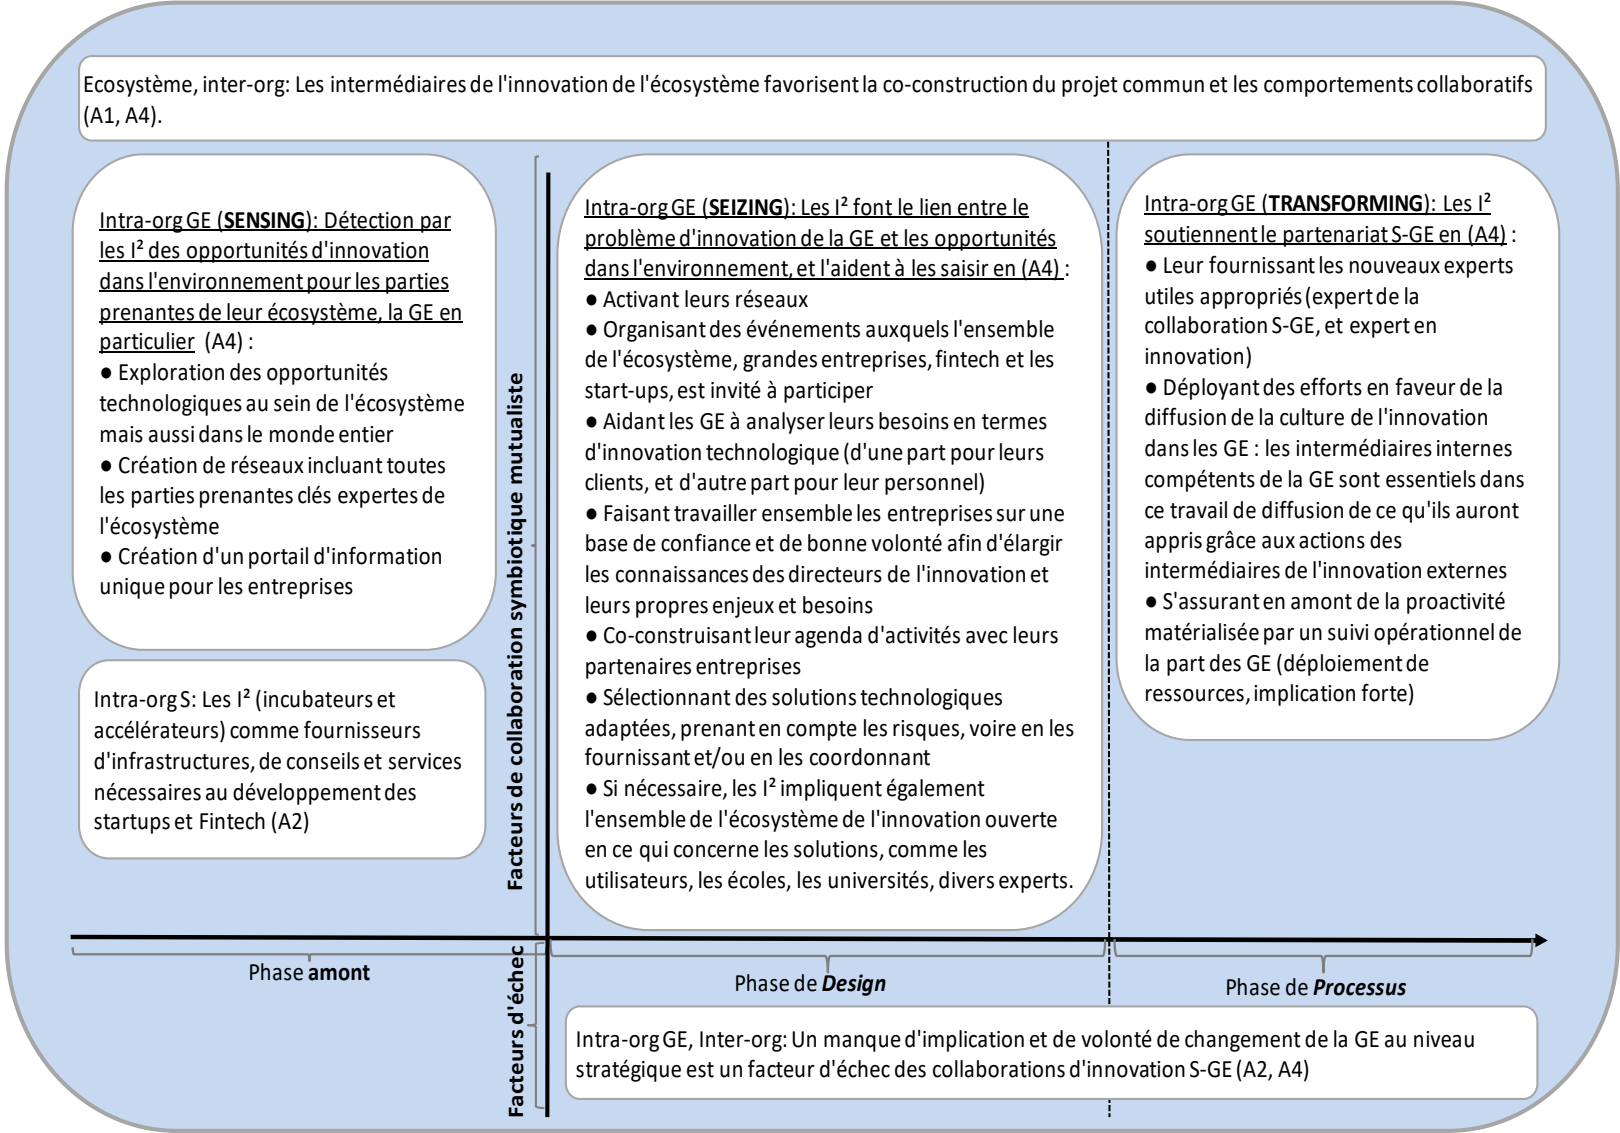 Ecosystème, inter-org: Les intermédiaires de l'innovation de l'écosystème favorisent la co-construction du projet commun et les comportements collaboratifs
(A1, A4).
Intra-org GE (SENSING): Détection par
les I² des opportunités d'innovation
dans l'environnement pour les parties
prenantes de leur écosystème, la GE en
particulier (A4) :
● Exploration des opportunités
technologiques au sein de l'écosystème
mais aussi dans le monde entier
● Création de réseaux incluant toutes
les parties prenantes clés expertes de
l'écosystème
● Création d'un portail d'information
unique pour les entreprises
Intra-org S: Les I² (incubateurs et
accélérateurs) comme fournisseurs
d'infrastructures, de conseils et services
nécessaires au développement des
startups et Fintech (A2)
Facteurs de collaboration symbiotique mutualiste
Intra-org GE (SEIZING): Les I² font le lien entre le
problème d'innovation de la GE et les opportunités
dans l'environnement, et l'aident à les saisir en (A4) :
● Activant leurs réseaux
● Organisant des événements auxquels l'ensemble
de l'écosystème, grandes entreprises, fintech et les
start-ups, est invité à participer
● Aidant les GE à analyser leurs besoins en termes
d'innovation technologique (d'une part pour leurs
clients, et d'autre part pour leur personnel)
● Faisant travailler ensemble les entreprises sur une
base de confiance et de bonne volonté afin d'élargir
les connaissances des directeurs de l'innovation et
leurs propres enjeux et besoins
● Co-construisant leur agenda d'activités avec leurs
partenaires entreprises
● Sélectionnant des solutions technologiques
adaptées, prenant en compte les risques, voire en les
fournissant et/ou en les coordonnant
● Si nécessaire, les I² impliquent également
l'ensemble de l'écosystème de l'innovation ouverte
en ce qui concerne les solutions, comme les
utilisateurs, les écoles, les universités, divers experts.
Intra-org GE (TRANSFORMING): Les I²
soutiennent le partenariat S-GE en (A4) :
● Leur fournissant les nouveaux experts
utiles appropriés (expert de la
collaboration S-GE, et expert en
innovation)
● Déployant des efforts en faveur de la
diffusion de la culture de l'innovation
dans les GE : les intermédiaires internes
compétents de la GE sont essentiels dans
ce travail de diffusion de ce qu'ils auront
appris grâce aux actions des
intermédiaires de l'innovation externes
● S'assurant en amont de la proactivité
matérialisée par un suivi opérationnel de
la part des GE (déploiement de
ressources, implication forte)
Phase amont
Phase de Design
Phase de Processus
Facteurs d'échec
Intra-org GE, Inter-org: Un manque d'implication et de volonté de changement de la GE au niveau
stratégique est un facteur d'échec des collaborations d'innovation S-GE (A2, A4)